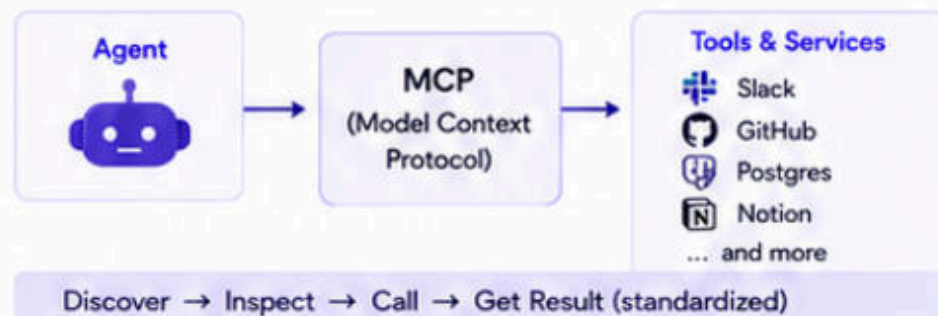 Agent
MCP
(Model Context
Protocol)
Tools & Services
Slack
GitHub
Postgres
Notion
... and more
Discover → Inspect → Call → Get Result (standardized)